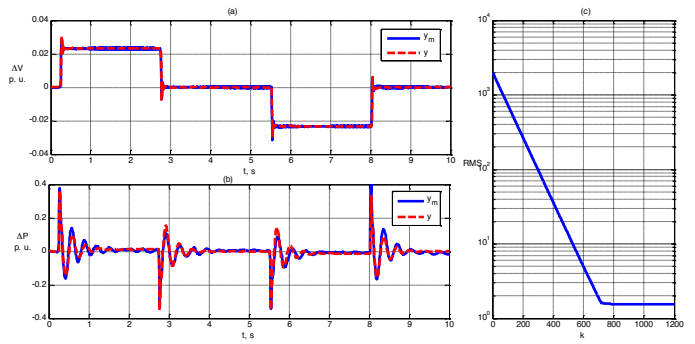 (a)
0.04
0.02
0
-0.02
-0.04
ΔV
p. u.
y_m
y
0 1 2 3 4 5 6 7 8 9 10
t, s
(b)
0.4
0.2
0
-0.2
-0.4
ΔP
p. u.
y_m
y
0 1 2 3 4 5 6 7 8 9 10
t, s
(c)
10^4
10^3
10^2
10^1
10^0
RMS
0 200 400 600 800 1000 1200
k